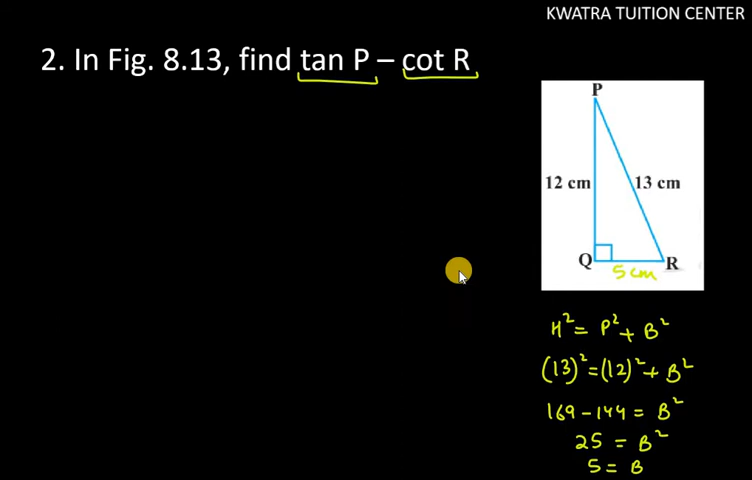 KWATRA TUITION CENTER
2. In Fig. 8.13, find tan P – cot R
P
12 cm
13 cm
Q
R
5 cm
H² = P² + B²
(13)² = (12)² + B²
169 - 144 = B²
25 = B²
5 = B